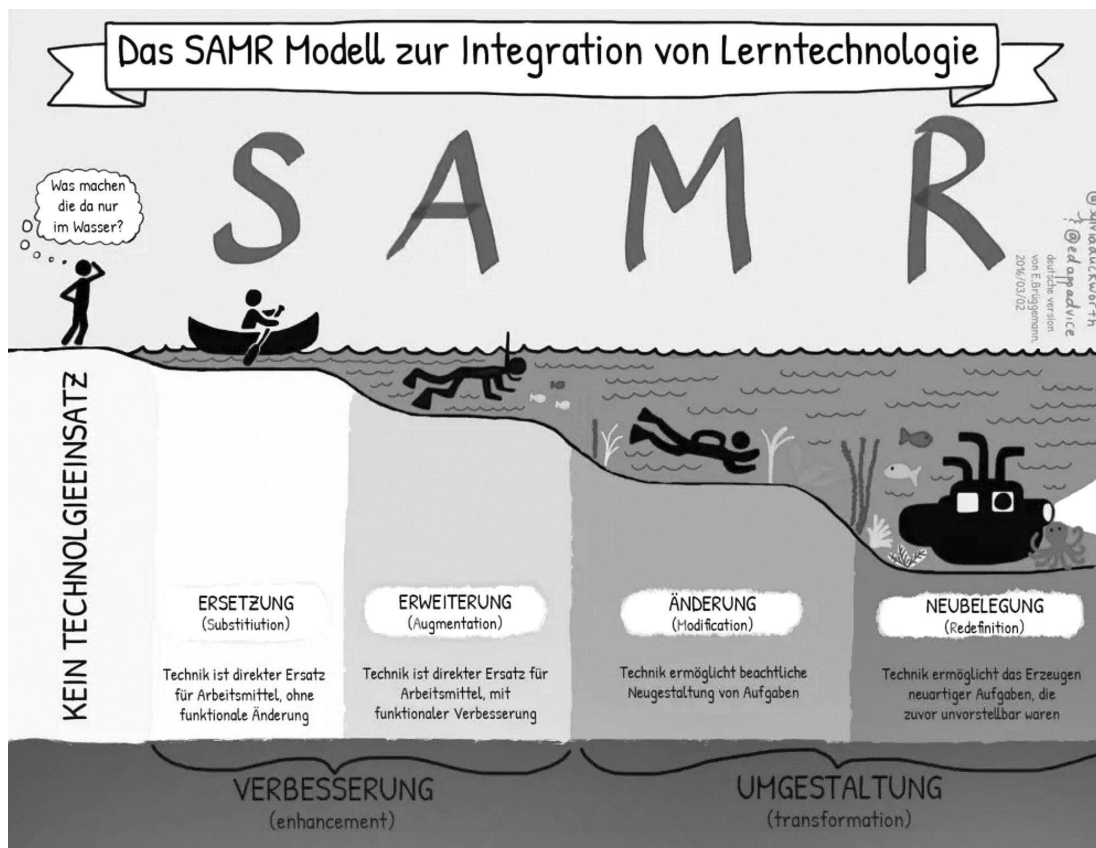 Das SAMR Modell zur Integration von Lerntechnologie
S A M R
Was machen
die da nur
im Wasser?
@sylviaduckworth
@edappadvice
deutsche version
von E.Brüggemann,
2016/03/02
KEIN TECHNOLGIEEINSATZ
ERSETZUNG
(Substitiution)
Technik ist direkter Ersatz
für Arbeitsmittel, ohne
funktionale Änderung
ERWEITERUNG
(Augmentation)
Technik ist direkter Ersatz für
Arbeitsmittel, mit
funktionaler Verbesserung
ÄNDERUNG
(Modification)
Technik ermöglicht beachtliche
Neugestaltung von Aufgaben
NEUBELEGUNG
(Redefinition)
Technik ermöglicht das Erzeugen
neuartiger Aufgaben, die
zuvor unvorstellbar waren
VERBESSERUNG
(enhancement)
UMGESTALTUNG
(transformation)